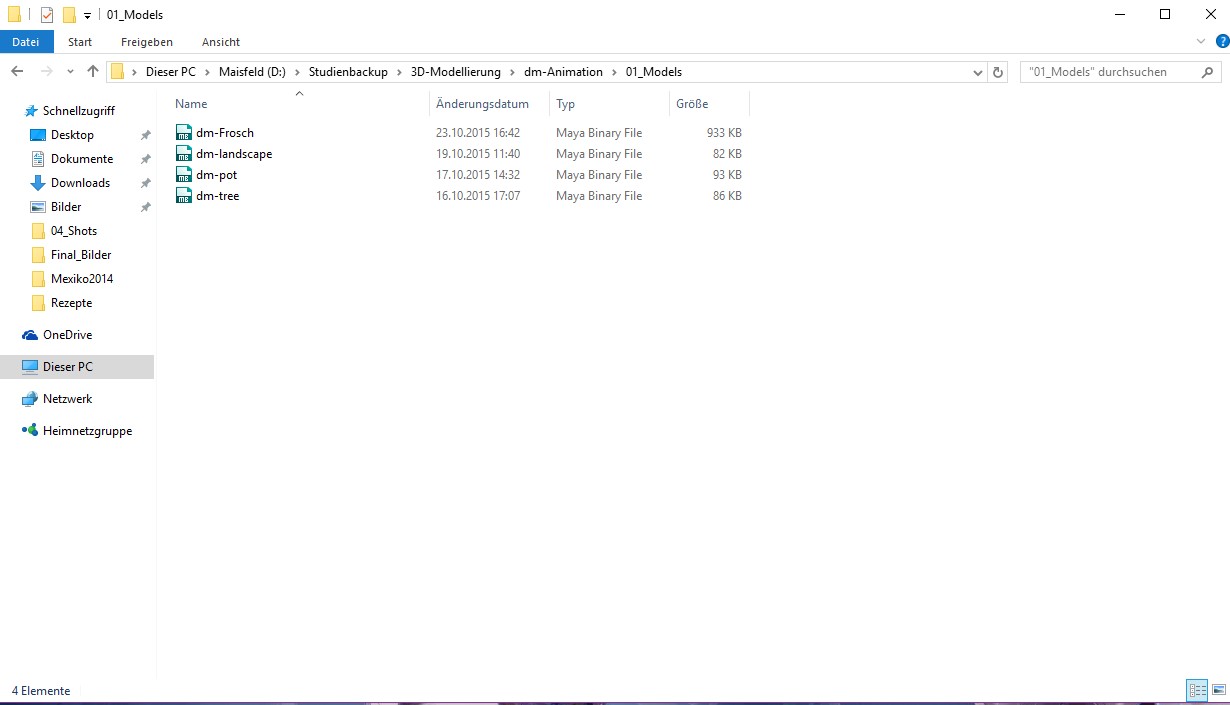 01_Models
Datei Start Freigeben Ansicht
Dieser PC Maisfeld (D:) Studienbackup 3D-Modellierung dm-Animation 01_Models "01_Models" durchsuchen
Schnellzugriff
Desktop
Dokumente
Downloads
Bilder
04_Shots
Final_Bilder
Mexiko2014
Rezepte
OneDrive
Dieser PC
Netzwerk
Heimnetzgruppe
Name Änderungsdatum Typ Größe
dm-Frosch 23.10.2015 16:42 Maya Binary File 933 KB
dm-landscape 19.10.2015 11:40 Maya Binary File 82 KB
dm-pot 17.10.2015 14:32 Maya Binary File 93 KB
dm-tree 16.10.2015 17:07 Maya Binary File 86 KB
4 Elemente